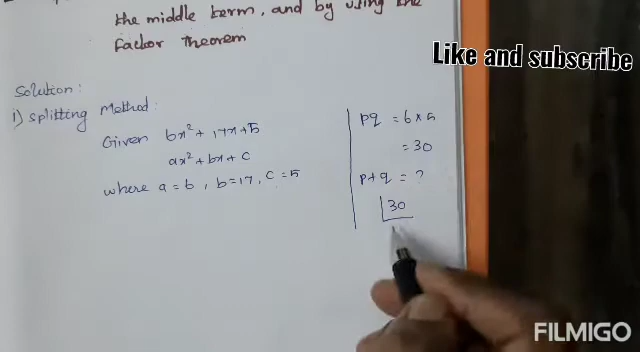 the middle term, and by using the
Factor Theorem
Like and subscribe
Solution:
1) Splitting Method:
Given 6x² + 17x + 5
ax² + bx + c
where a = 6, b = 17, c = 5
pq = 6 × 5
= 30
p+q = ?
30
FILMIGO